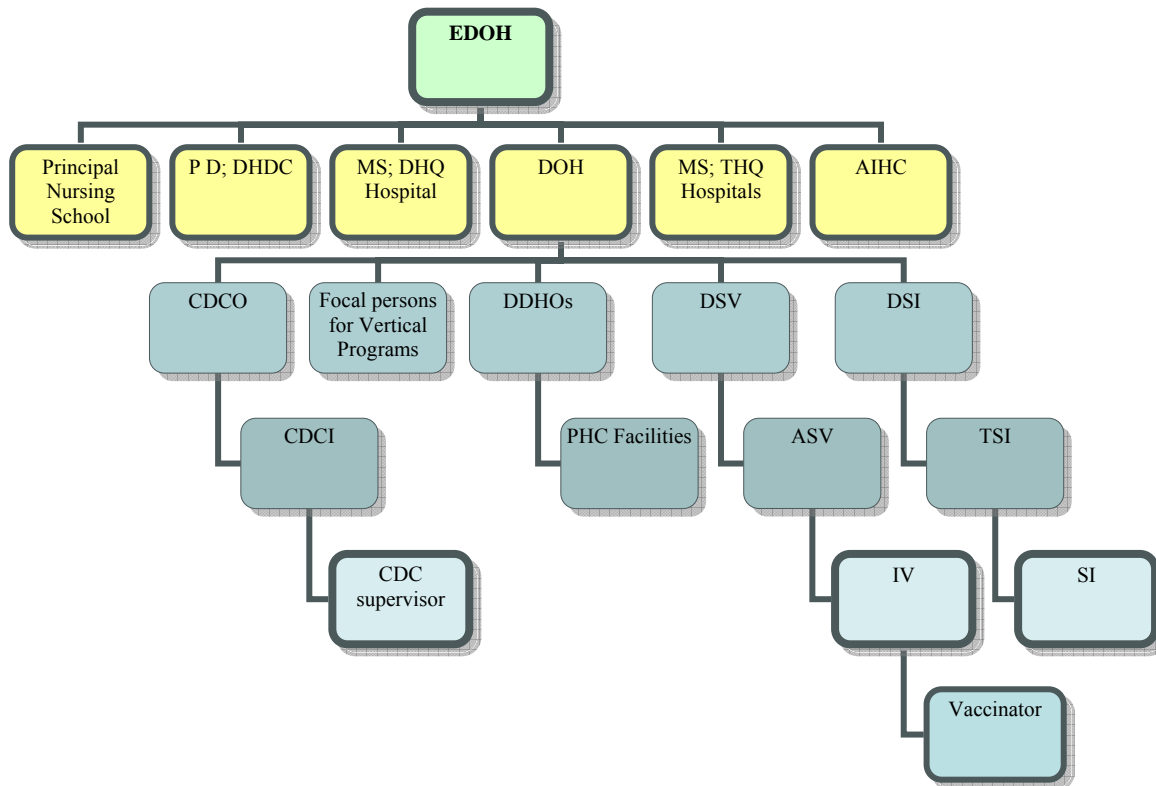 EDOH
Principal
Nursing
School
P D; DHDC
MS; DHQ
Hospital
DOH
MS; THQ
Hospitals
AIHC
CDCO
Focal persons
for Vertical
Programs
DDHOs
DSV
DSI
CDCI
PHC Facilities
ASV
TSI
CDC
supervisor
IV
SI
Vaccinator